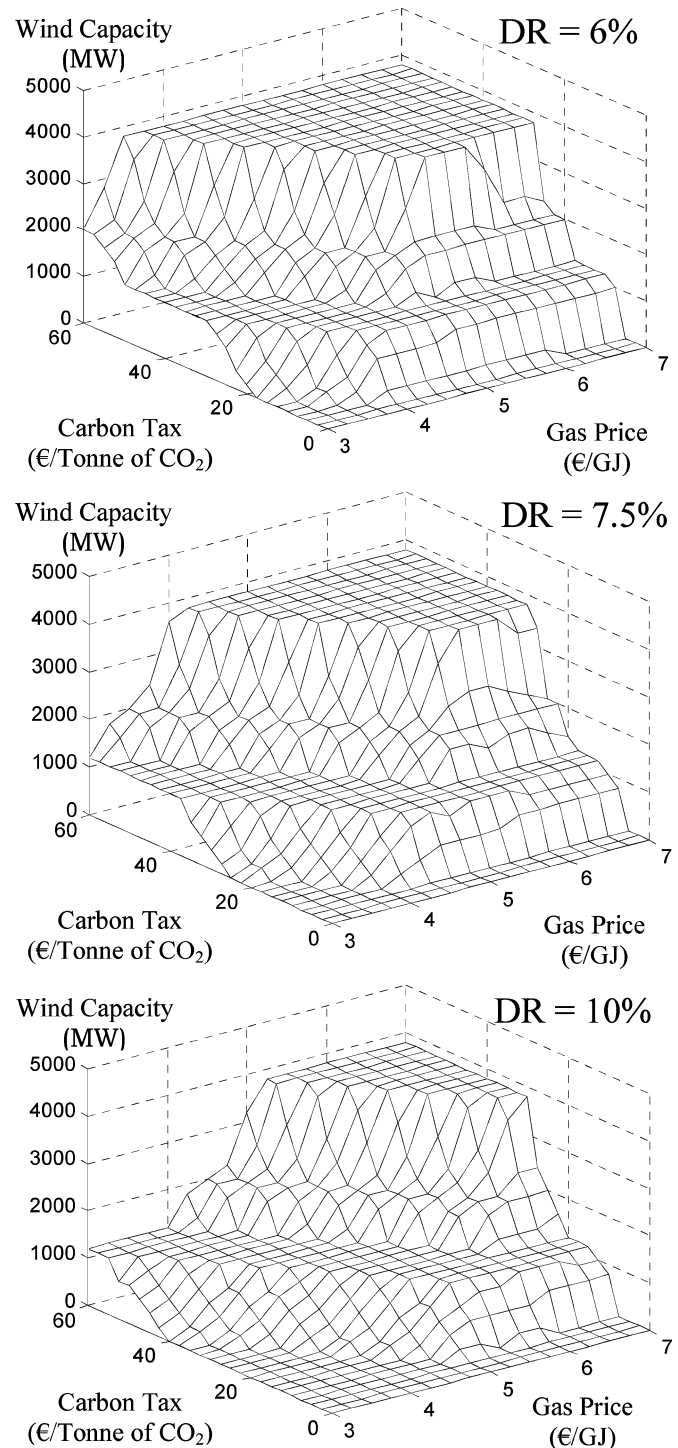 Wind Capacity
(MW)
DR = 6%
5000
4000
3000
2000
1000
0
60
40
20
0
3
4
5
6
7
Carbon Tax
(€/Tonne of CO₂)
Gas Price
(€/GJ)
Wind Capacity
(MW)
DR = 7.5%
5000
4000
3000
2000
1000
0
60
40
20
0
3
4
5
6
7
Carbon Tax
(€/Tonne of CO₂)
Gas Price
(€/GJ)
Wind Capacity
(MW)
DR = 10%
5000
4000
3000
2000
1000
0
60
40
20
0
3
4
5
6
7
Carbon Tax
(€/Tonne of CO₂)
Gas Price
(€/GJ)